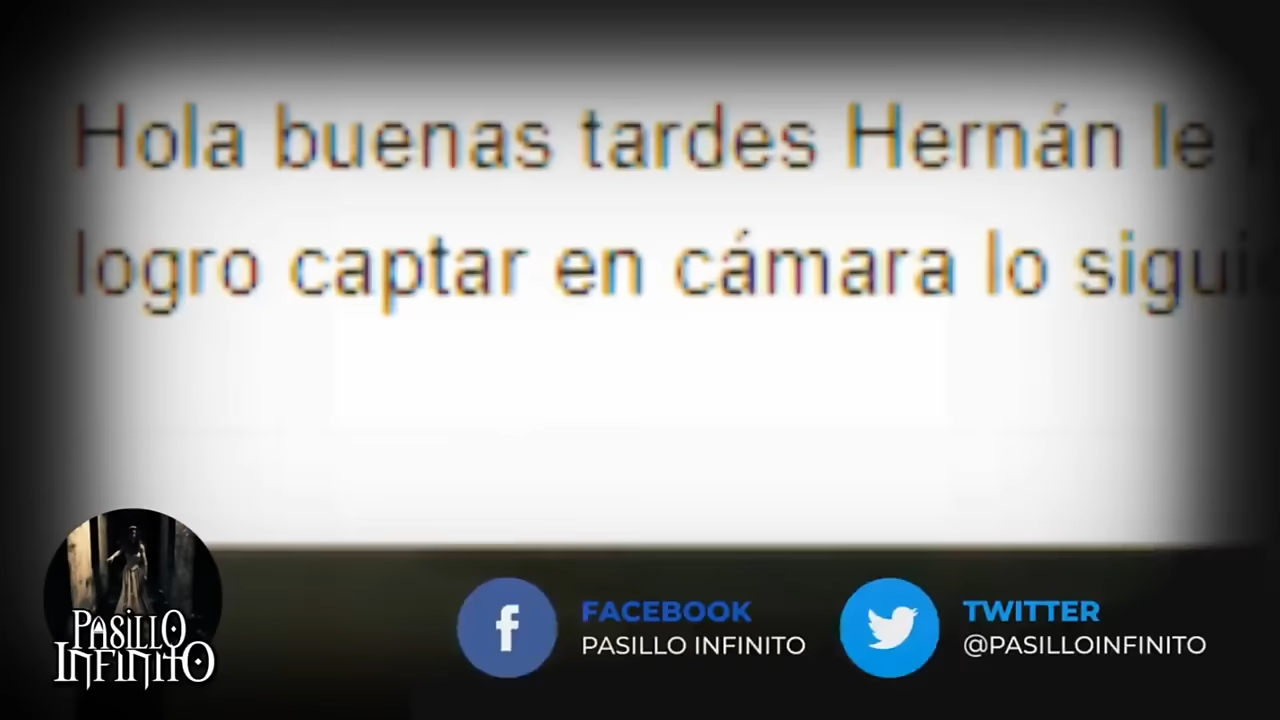 Hola buenas tardes Hernán le
logro captar en cámara lo
PASILLO
INFINITO
FACEBOOK
PASILLO INFINITO
TWITTER
@PASILLOINFINITO